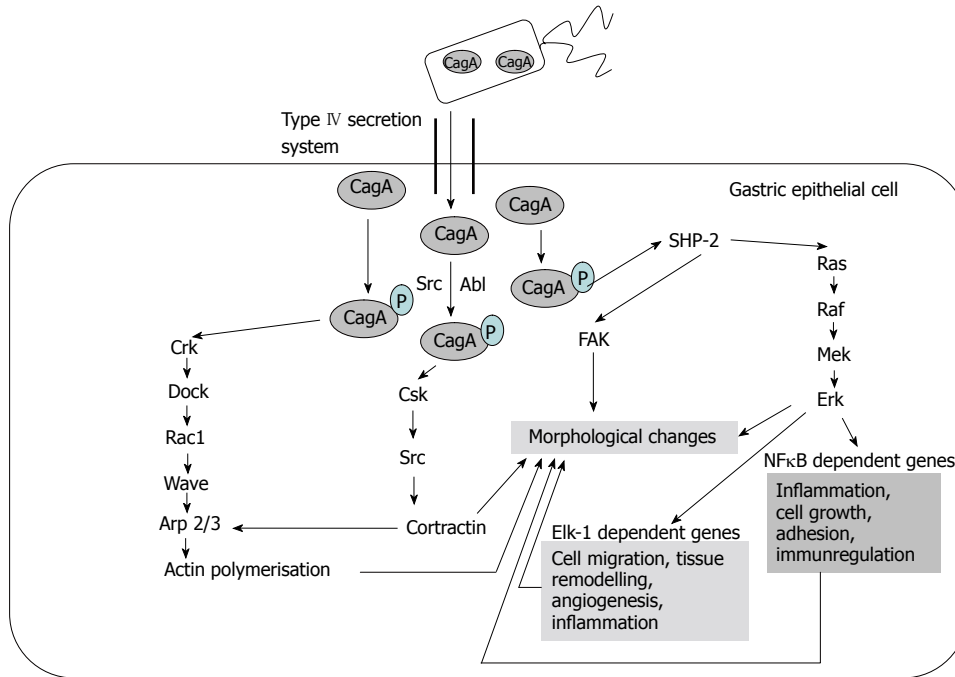 CagA
CagA
Type Ⅳ secretion
system
Gastric epithelial cell
CagA
CagA
CagA
SHP-2
Src
Abl
CagA
P
Ras
CagA
P
Raf
CagA
P
Crk
FAK
Mek
Dock
Csk
Erk
Rac1
Morphological changes
Src
NFκB dependent genes
Wave
Inflammation,
cell growth,
adhesion,
immunregulation
Arp 2/3
Cortractin
Elk-1 dependent genes
Cell migration, tissue
remodelling,
angiogenesis,
inflammation
Actin polymerisation